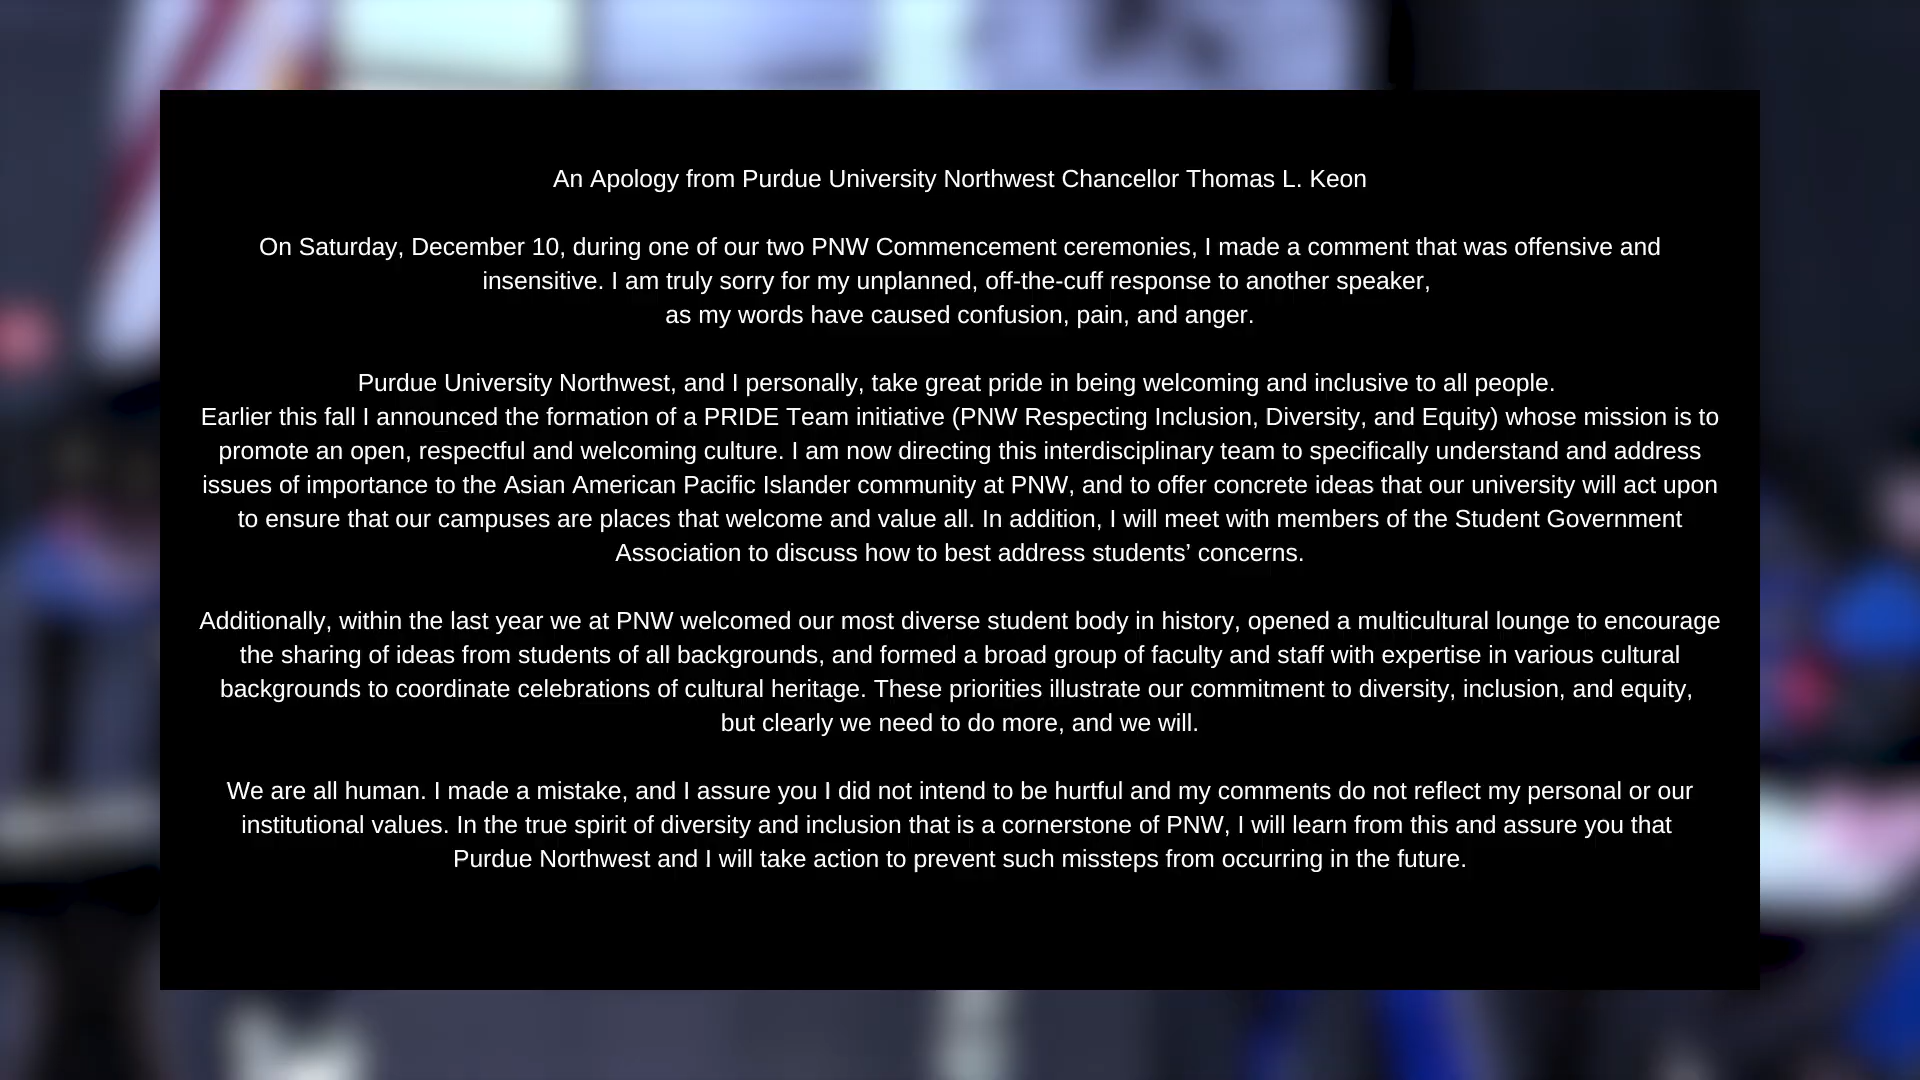 An Apology from Purdue University Northwest Chancellor Thomas L. Keon
On Saturday, December 10, during one of our two PNW Commencement ceremonies, I made a comment that was offensive and
insensitive. I am truly sorry for my unplanned, off-the-cuff response to another speaker,
as my words have caused confusion, pain, and anger.
Purdue University Northwest, and I personally, take great pride in being welcoming and inclusive to all people.
Earlier this fall I announced the formation of a PRIDE Team initiative (PNW Respecting Inclusion, Diversity, and Equity) whose mission is to
promote an open, respectful and welcoming culture. I am now directing this interdisciplinary team to specifically understand and address
issues of importance to the Asian American Pacific Islander community at PNW, and to offer concrete ideas that our university will act upon
to ensure that our campuses are places that welcome and value all. In addition, I will meet with members of the Student Government
Association to discuss how to best address students’ concerns.
Additionally, within the last year we at PNW welcomed our most diverse student body in history, opened a multicultural lounge to encourage
the sharing of ideas from students of all backgrounds, and formed a broad group of faculty and staff with expertise in various cultural
backgrounds to coordinate celebrations of cultural heritage. These priorities illustrate our commitment to diversity, inclusion, and equity,
but clearly we need to do more, and we will.
We are all human. I made a mistake, and I assure you I did not intend to be hurtful and my comments do not reflect my personal or our
institutional values. In the true spirit of diversity and inclusion that is a cornerstone of PNW, I will learn from this and assure you that
Purdue Northwest and I will take action to prevent such missteps from occurring in the future.